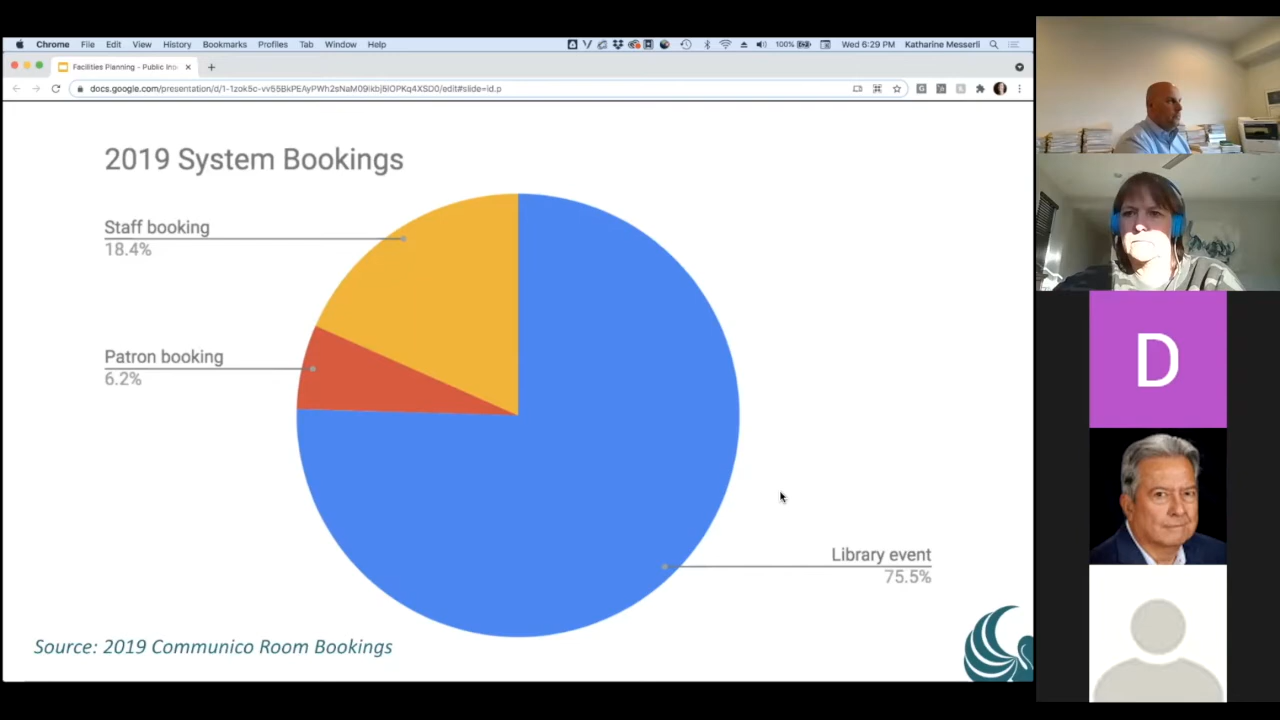 Chrome File Edit View History Bookmarks Profiles Tab Window Help
100% Wed 6:29 PM Katharine Messerli
Facilities Planning - Public Inp
2019 System Bookings
Staff booking
18.4%
Patron booking
6.2%
Library event
75.5%
Source: 2019 Communico Room Bookings
D